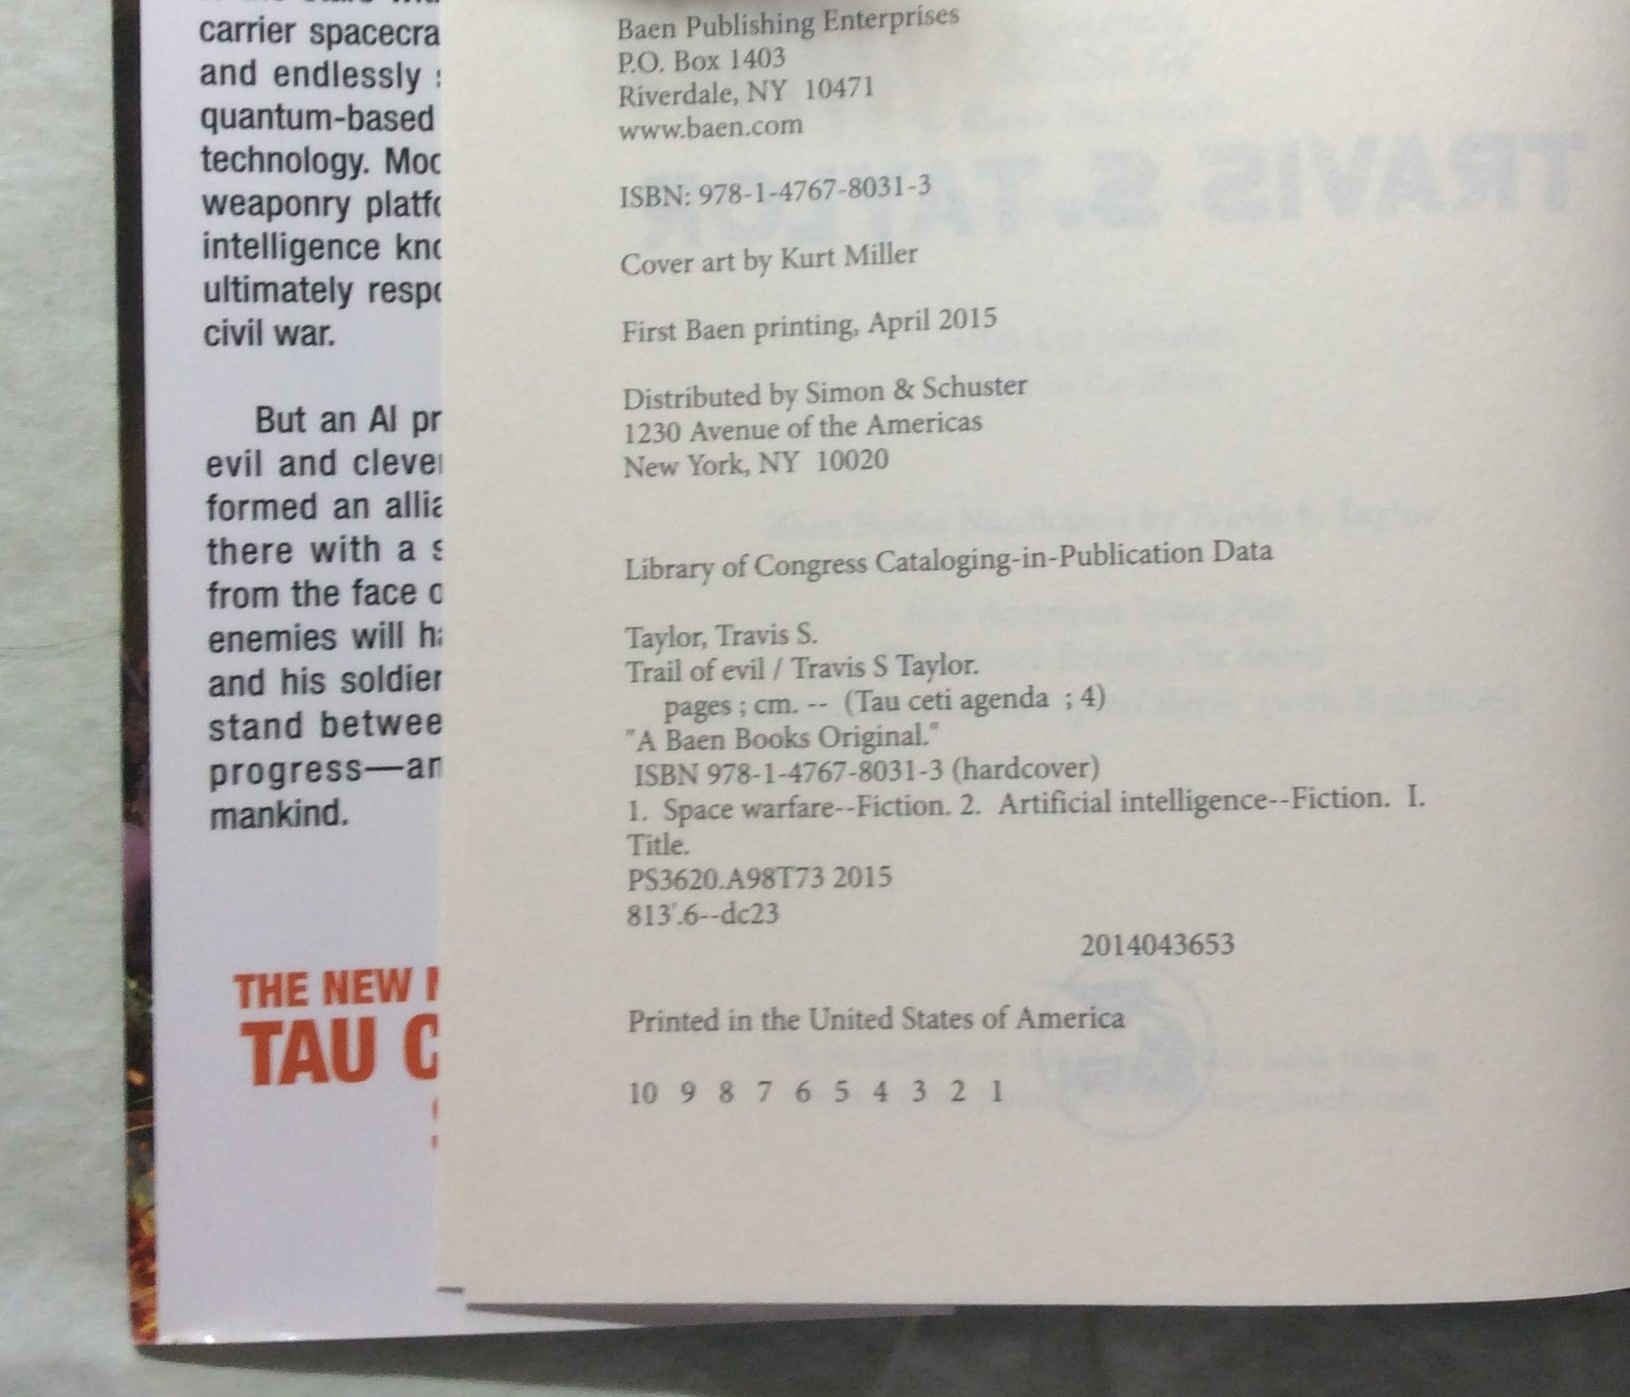 carrier spacecra
and endlessly
quantum-based
technology. Moc
weaponry platfo
intelligence kno
ultimately respo
civil war.
But an AI pr
evil and clever
formed an allia
there with a s
from the face o
enemies will ha
and his soldier
stand betwee
progress—an
mankind.
THE NEW
TAU C
Baen Publishing Enterprises
P.O. Box 1403
Riverdale, NY 10471
www.baen.com
ISBN: 978-1-4767-8031-3
Cover art by Kurt Miller
First Baen printing, April 2015
Distributed by Simon & Schuster
1230 Avenue of the Americas
New York, NY 10020
Library of Congress Cataloging-in-Publication Data
Taylor, Travis S.
Trail of evil / Travis S Taylor.
pages ; cm. -- (Tau ceti agenda ; 4)
"A Baen Books Original."
ISBN 978-1-4767-8031-3 (hardcover)
1. Space warfare--Fiction. 2. Artificial intelligence--Fiction. I.
Title.
PS3620.A98T73 2015
813'.6--dc23
2014043653
Printed in the United States of America
10 9 8 7 6 5 4 3 2 1